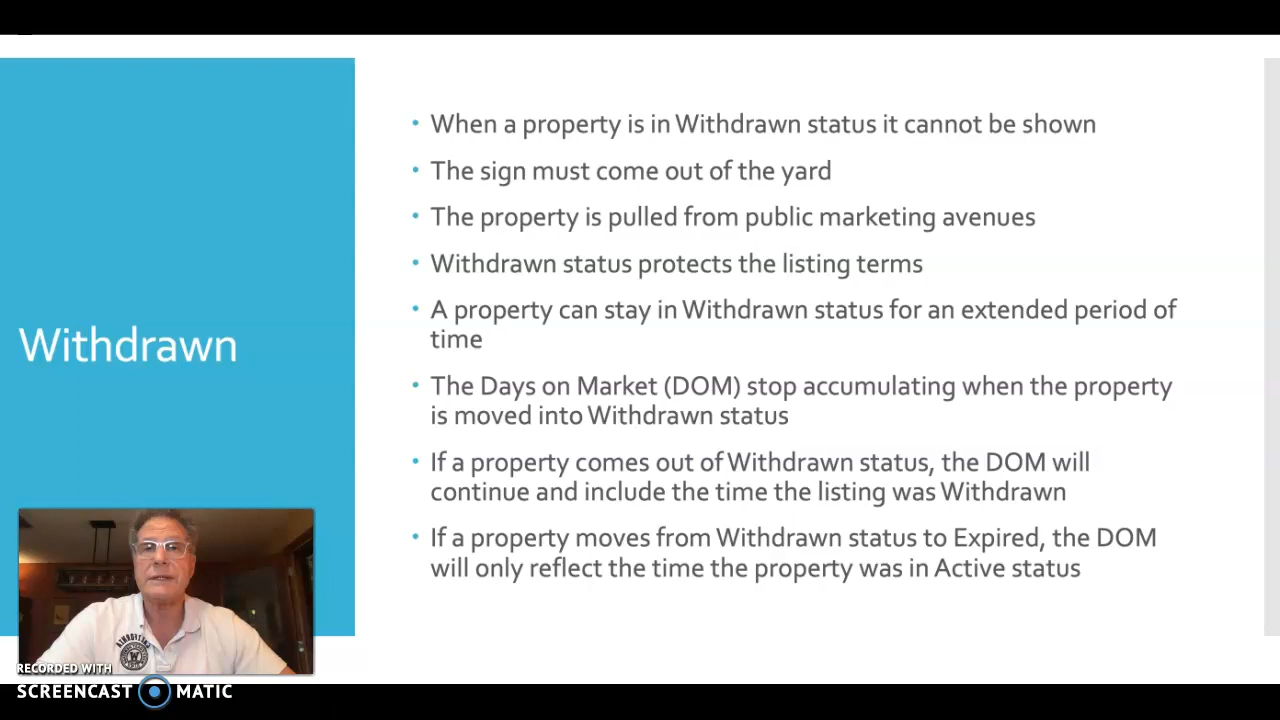 When a property is in Withdrawn status it cannot be shown
The sign must come out of the yard
The property is pulled from public marketing avenues
Withdrawn status protects the listing terms
A property can stay in Withdrawn status for an extended period of
time
Withdrawn
The Days on Market (DOM) stop accumulating when the property
is moved into Withdrawn status
If a property comes out of Withdrawn status, the DOM will
continue and include the time the listing was Withdrawn
If a property moves from Withdrawn status to Expired, the DOM
will only reflect the time the property was in Active status
RECORDED WITH
SCREENCAST MATIC